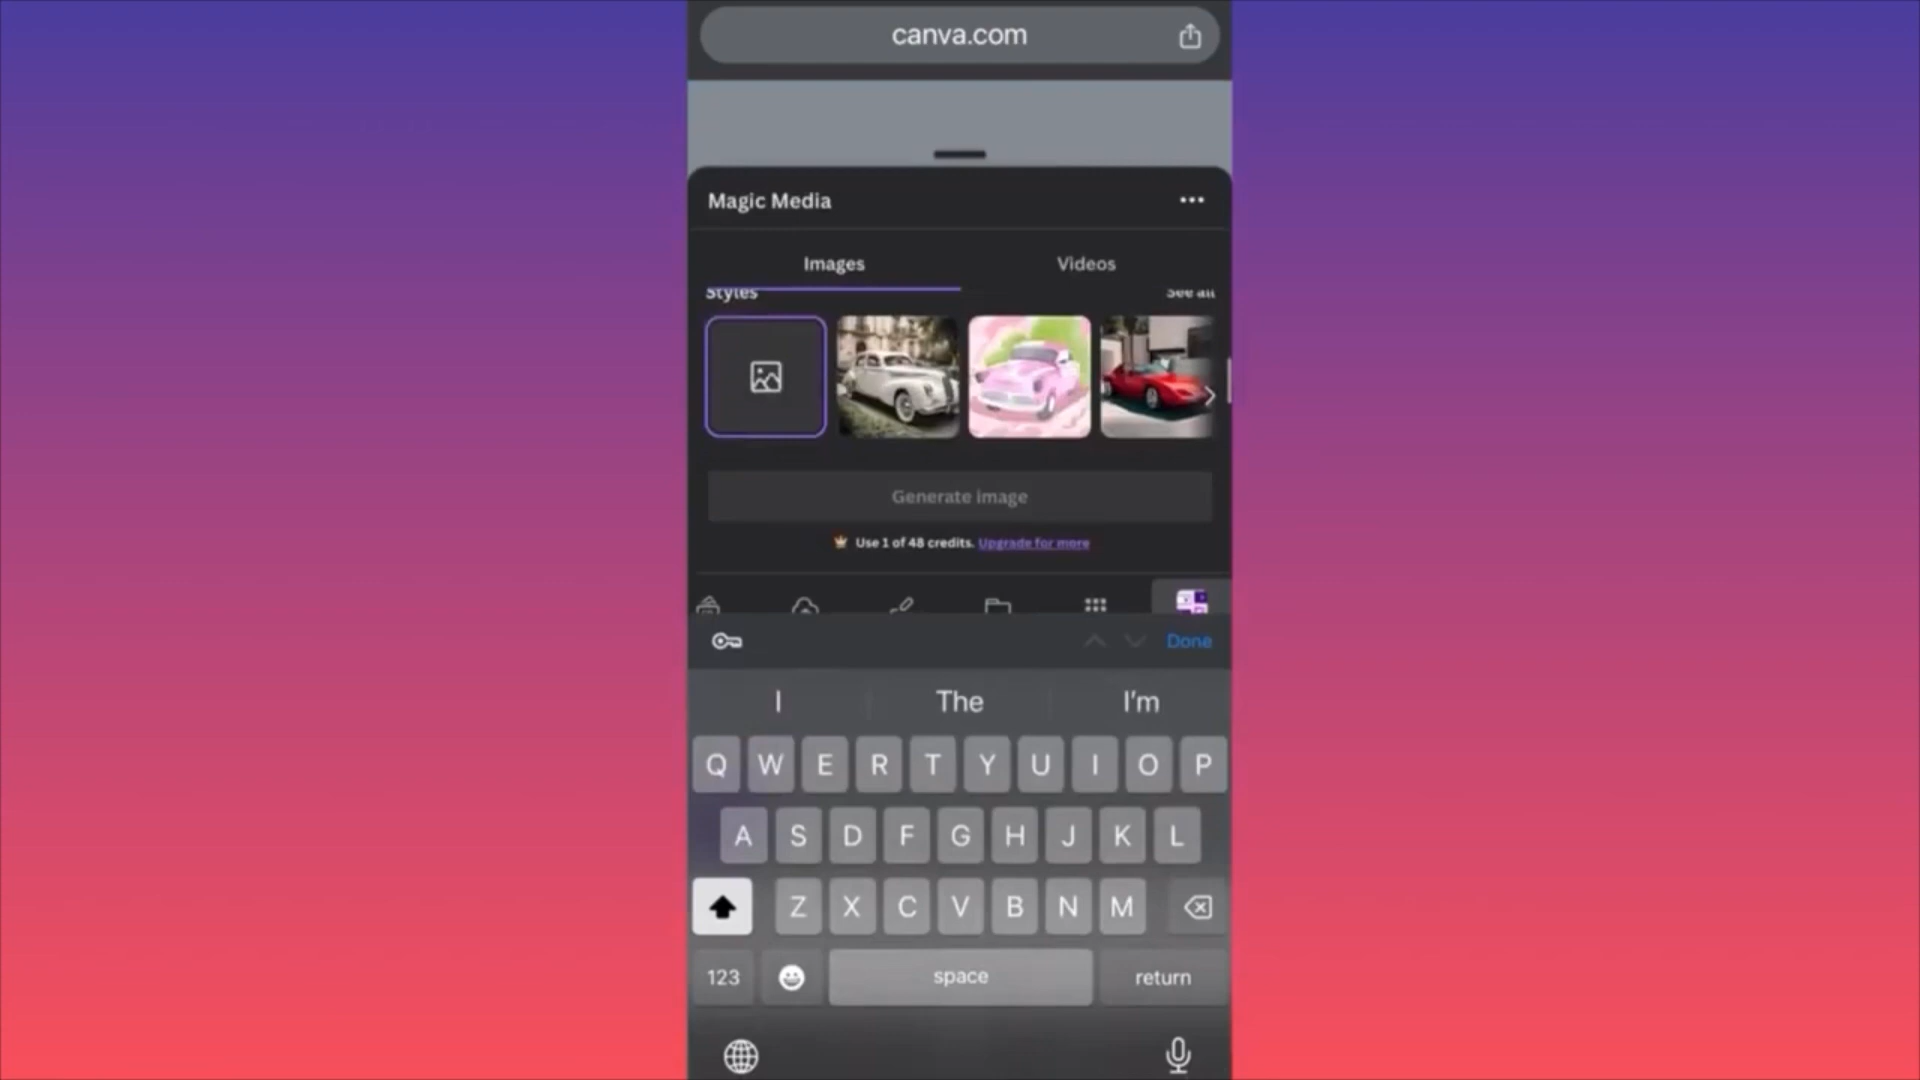 canva.com
Magic Media
Images Videos
Styles See all
Generate image
Use 1 of 48 credits. Upgrade for more
Done
I The I'm
Q W E R T Y U I O P
A S D F G H J K L
Z X C V B N M
123 space return